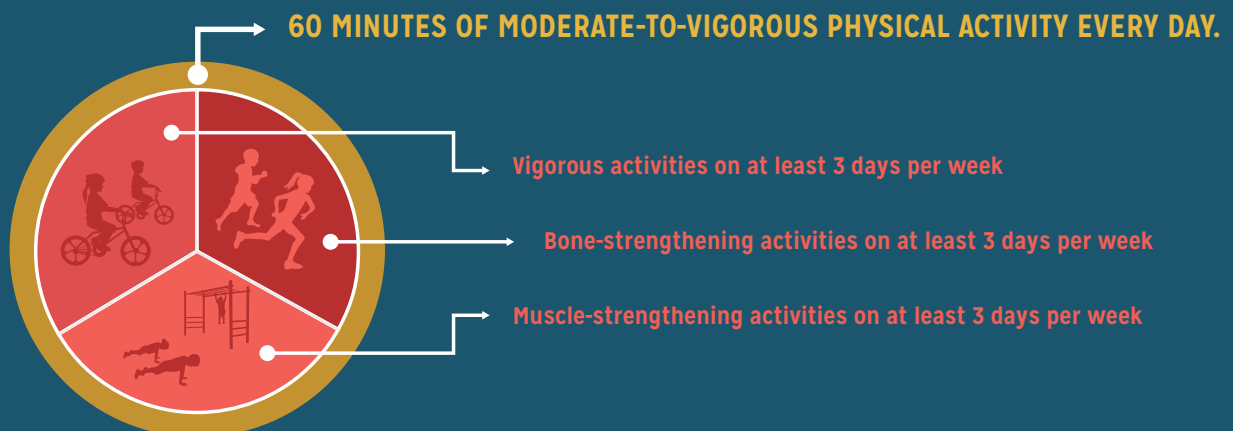 60 MINUTES OF MODERATE-TO-VIGOROUS PHYSICAL ACTIVITY EVERY DAY.
Vigorous activities on at least 3 days per week
Bone-strengthening activities on at least 3 days per week
Muscle-strengthening activities on at least 3 days per week